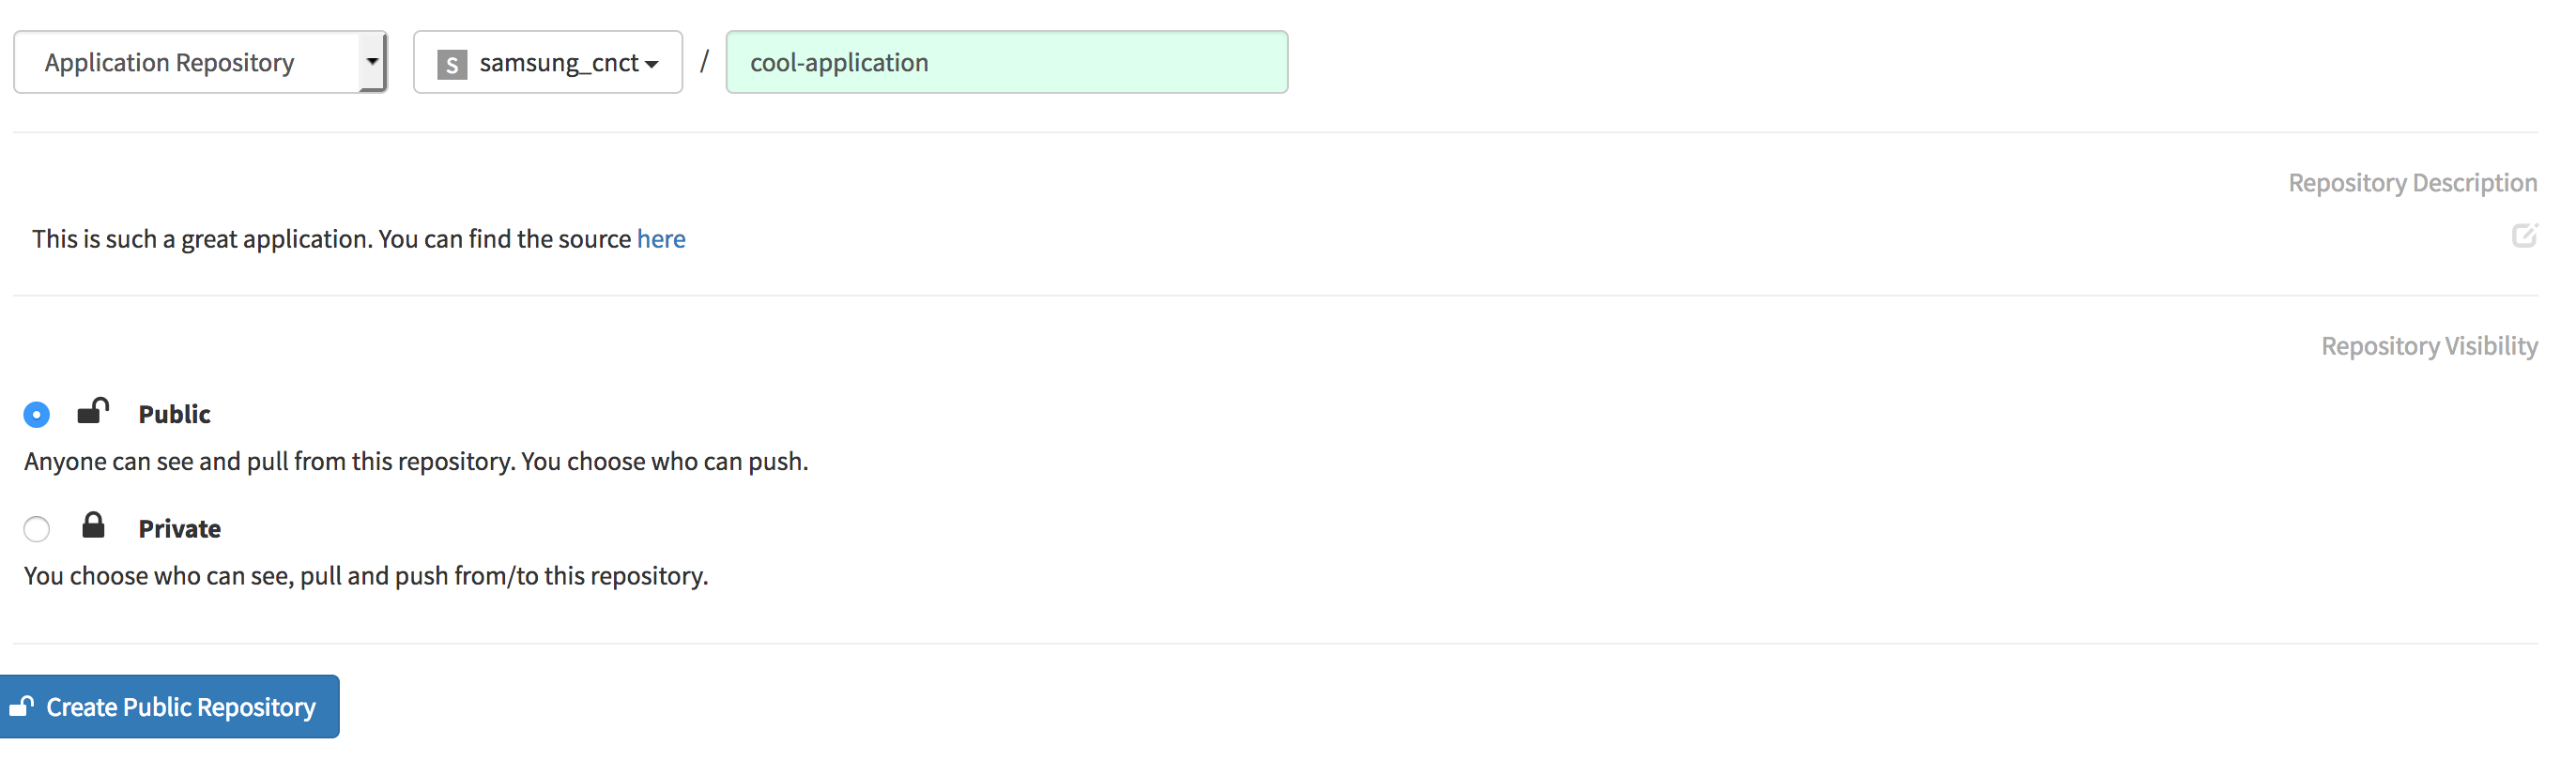 Application Repository S samsung_cnct / cool-application
Repository Description
This is such a great application. You can find the source here
Repository Visibility
Public
Anyone can see and pull from this repository. You choose who can push.
Private
You choose who can see, pull and push from/to this repository.
Create Public Repository